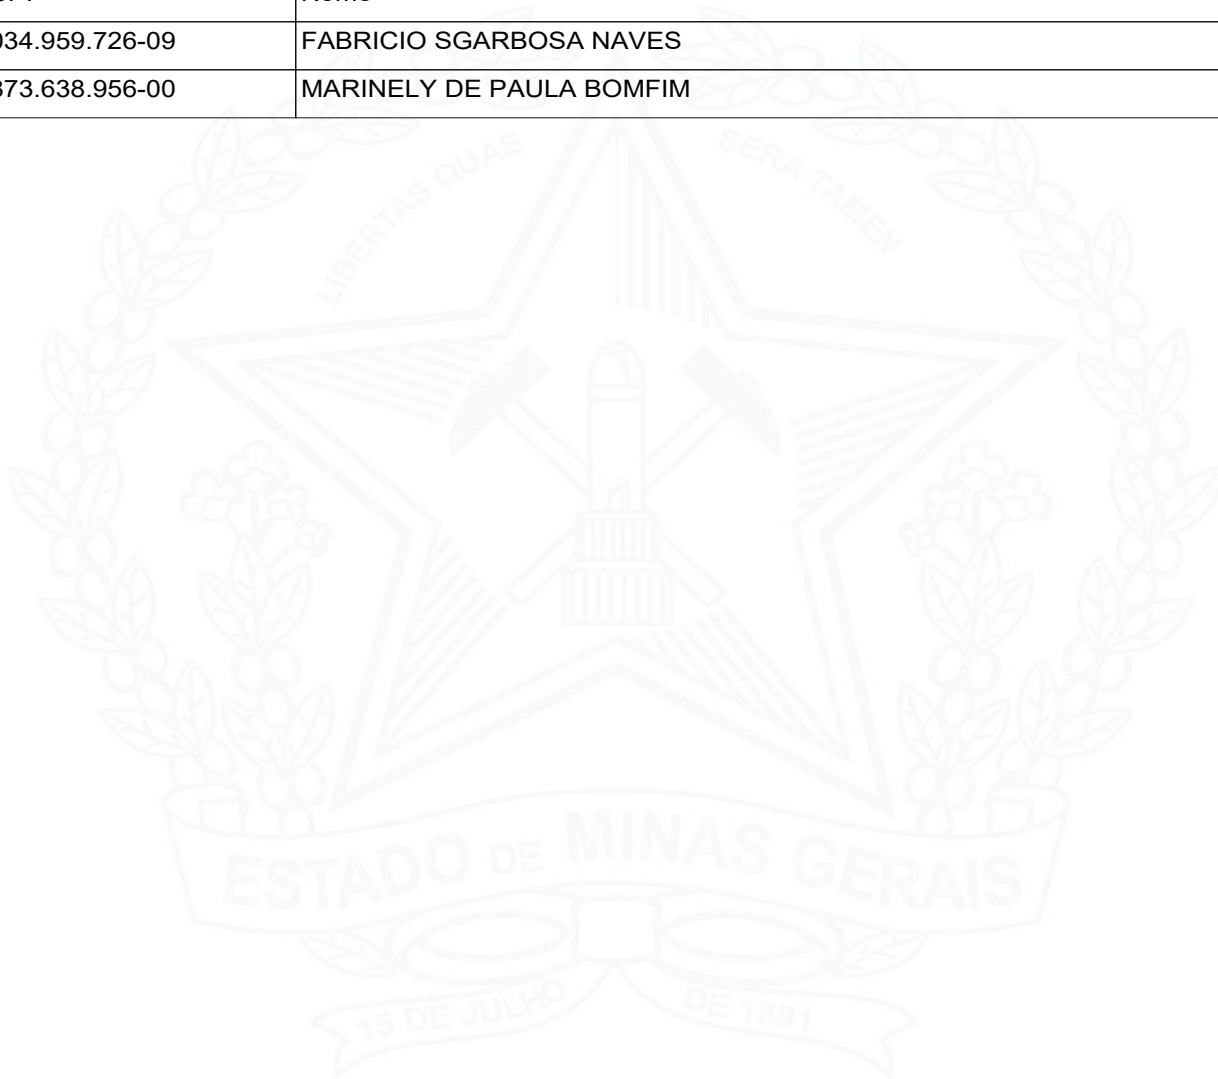 034.959.726-09 FABRICIO SGARBOSA NAVES
873.638.956-00 MARINELY DE PAULA BOMFIM
LIBERTAS QUAE SERA TAMEN
ESTADO DE MINAS GERAIS
15 DE JULHO DE 1891